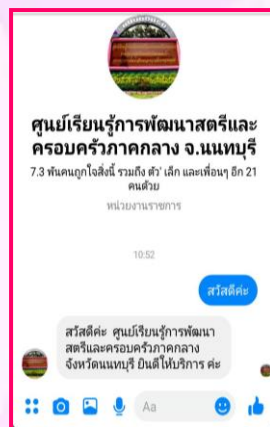 ศูนย์เรียนรู้การพัฒนาสตรีและ
ครอบครัวภาคกลาง จ.นนทบุรี
7.3 พันคนถูกใจสิ่งนี้ รวมถึง ตัว' เล็ก และเพื่อนๆ อีก 21
คนด้วย
หน่วยงานราชการ
10:52
สวัสดีค่ะ
สวัสดีค่ะ ศูนย์เรียนรู้การพัฒนา
สตรีและครอบครัวภาคกลาง
จังหวัดนนทบุรี ยินดีให้บริการ ค่ะ
Aa